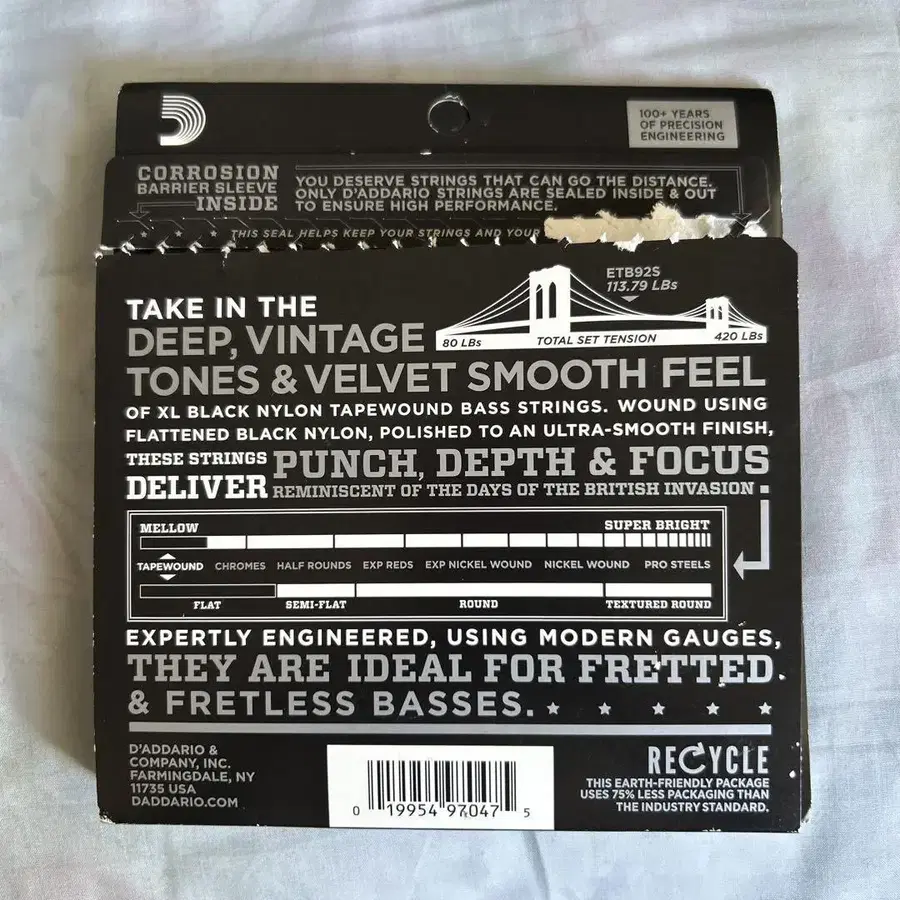 100+ YEARS
OF PRECISION
ENGINEERING
CORROSION
BARRIER SLEEVE
INSIDE
YOU DESERVE STRINGS THAT CAN GO THE DISTANCE.
ONLY D'ADDARIO STRINGS ARE SEALED INSIDE & OUT
TO ENSURE HIGH PERFORMANCE.
THIS SEAL HELPS KEEP YOUR STRINGS AND YOUR
ETB92S
113.79 LBs
80 LBs TOTAL SET TENSION 420 LBs
TAKE IN THE
DEEP, VINTAGE
TONES & VELVET SMOOTH FEEL
OF XL BLACK NYLON TAPEWOUND BASS STRINGS. WOUND USING
FLATTENED BLACK NYLON, POLISHED TO AN ULTRA-SMOOTH FINISH,
THESE STRINGS
DELIVER
PUNCH, DEPTH & FOCUS
REMINISCENT OF THE DAYS OF THE BRITISH INVASION
MELLOW SUPER BRIGHT
TAPEWOUND CHROMES HALF ROUNDS EXP REDS EXP NICKEL WOUND NICKEL WOUND PRO STEELS
FLAT SEMI-FLAT ROUND TEXTURED ROUND
EXPERTLY ENGINEERED, USING MODERN GAUGES,
THEY ARE IDEAL FOR FRETTED
& FRETLESS BASSES.
D'ADDARIO &
COMPANY, INC.
FARMINGDALE, NY
11735 USA
DADDARIO.COM
0 19954 97047 5
RECYCLE
THIS EARTH-FRIENDLY PACKAGE
USES 75% LESS PACKAGING THAN
THE INDUSTRY STANDARD.